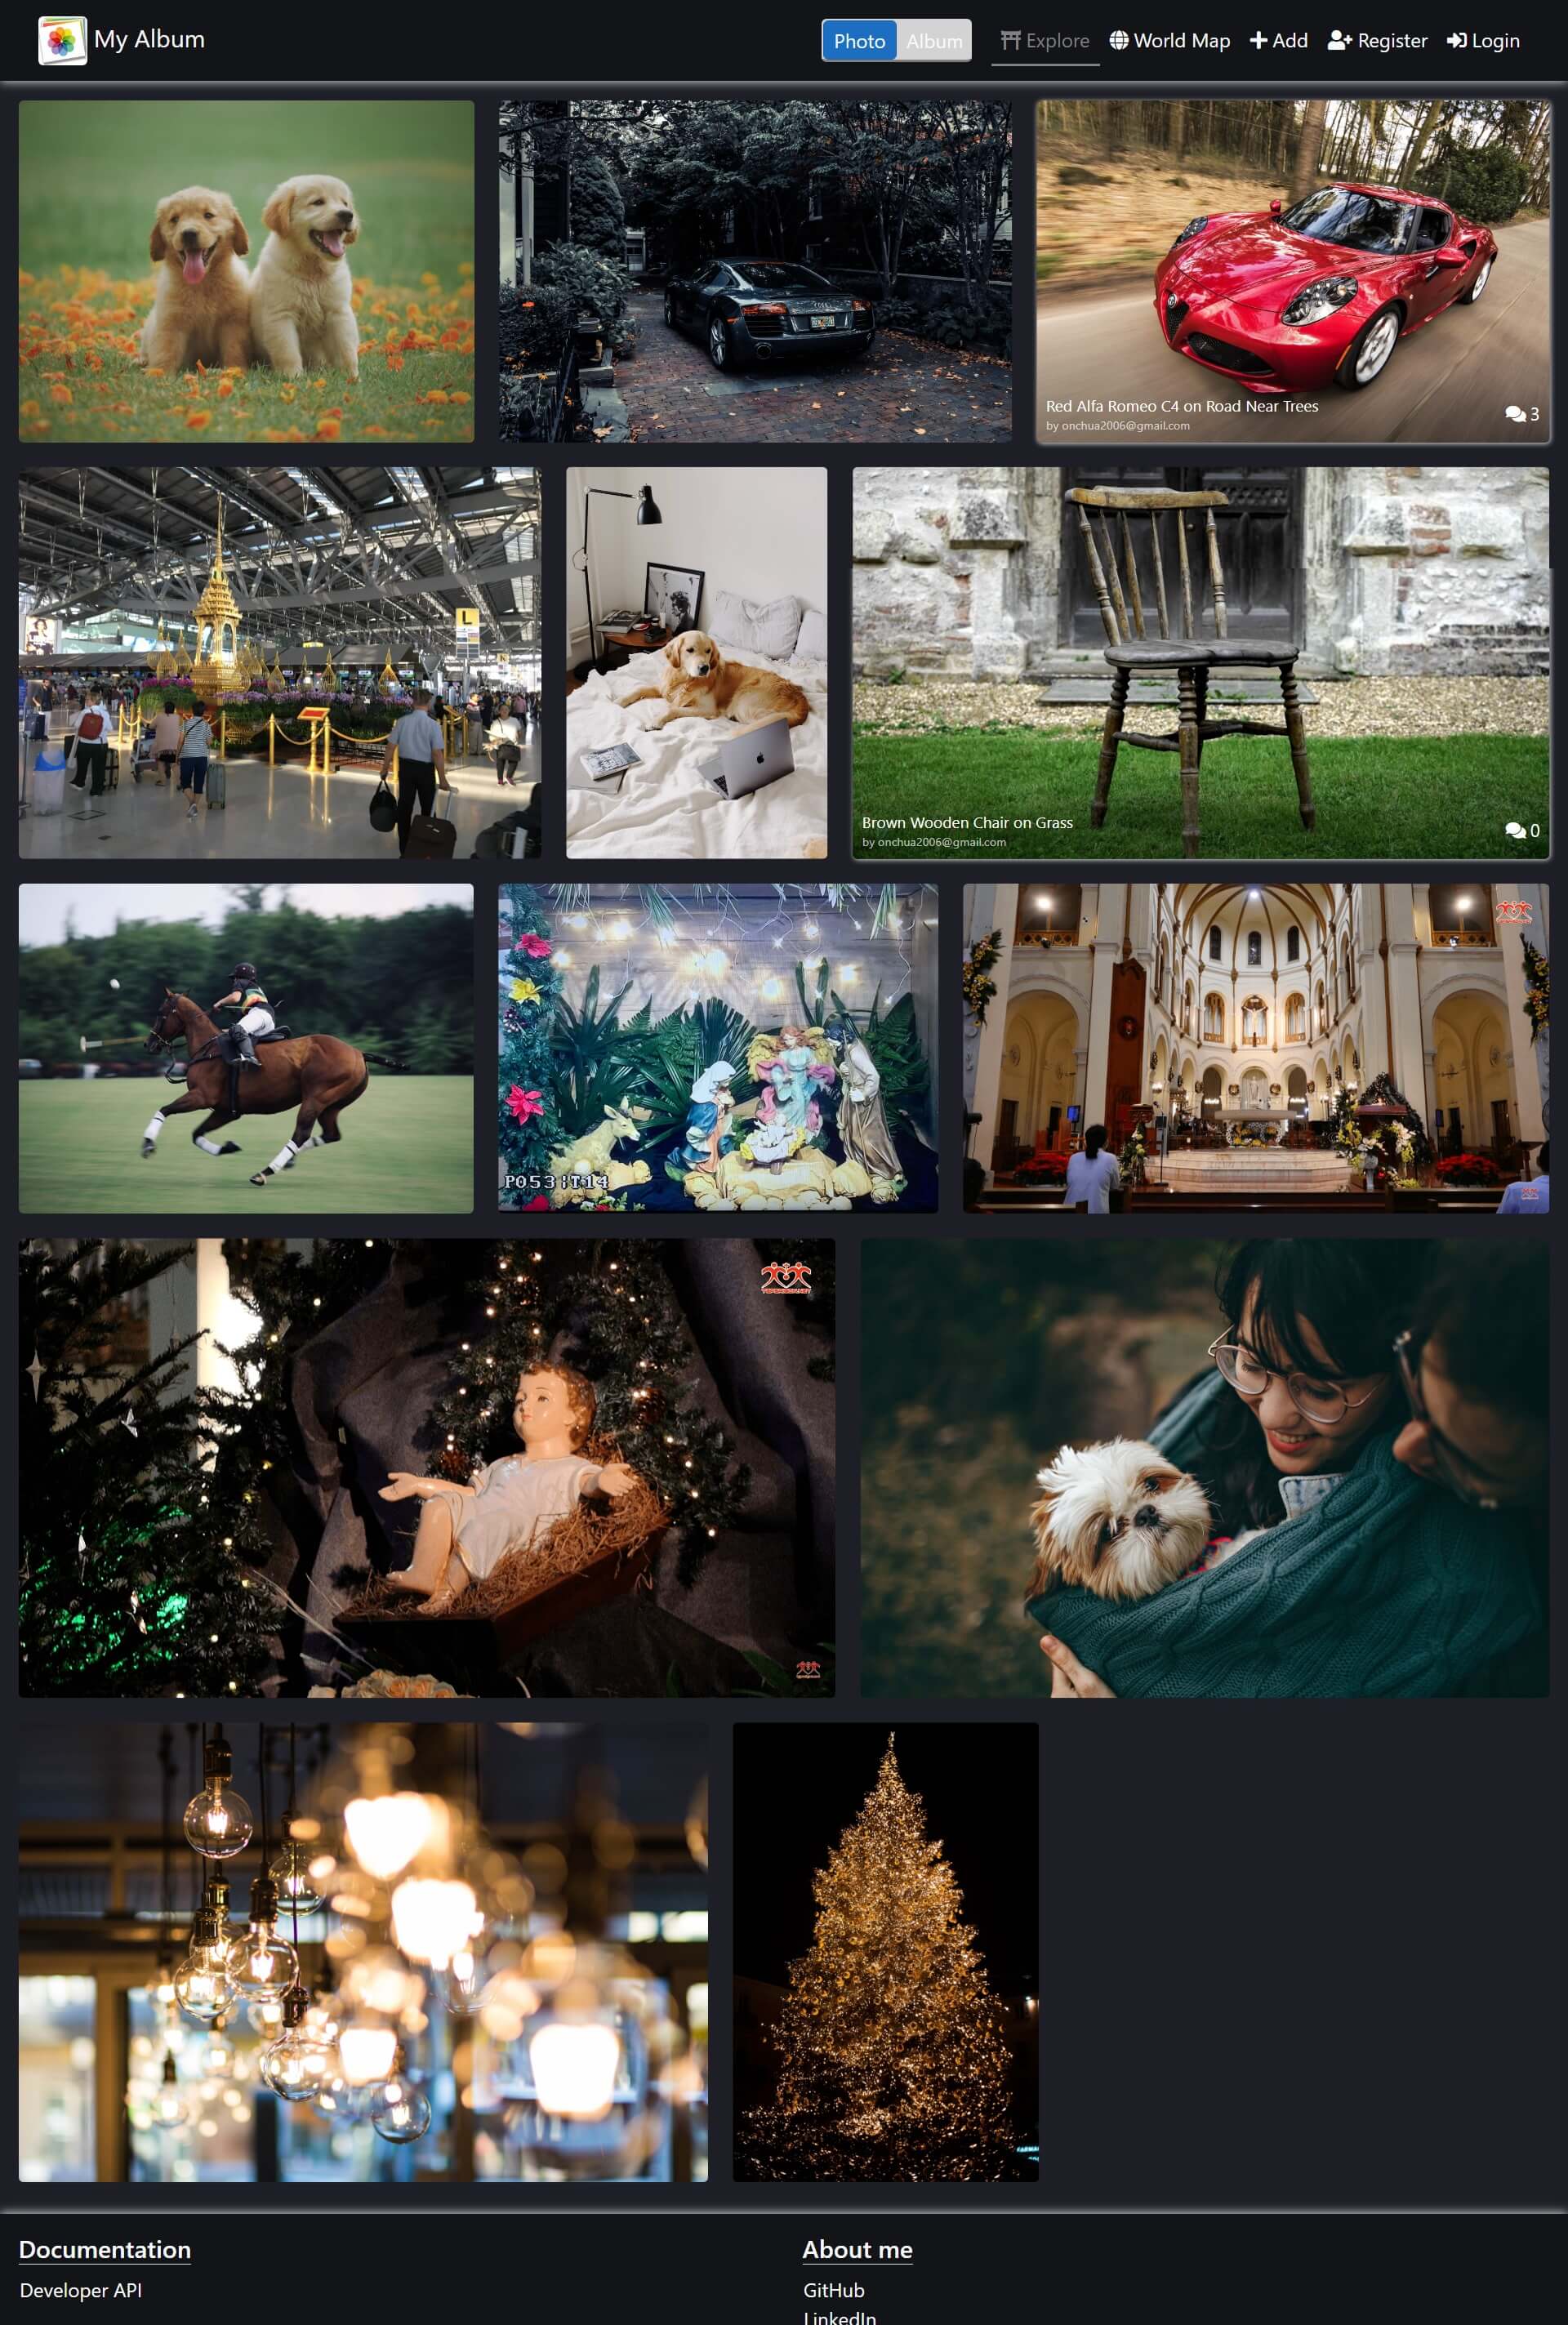 My Album
Photo
Album
Explore
World Map
Add
Register
Login
Red Alfa Romeo C4 on Road Near Trees
by onchua2006@gmail.com
3
L
Brown Wooden Chair on Grass
by onchua2006@gmail.com
0
P053:T14
Documentation
About me
Developer API
GitHub
LinkedIn